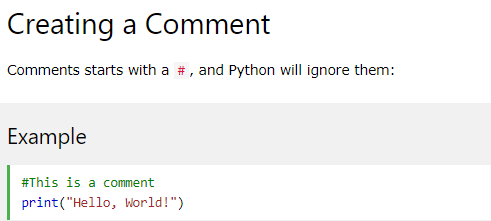 Creating a Comment
Comments starts with a #, and Python will ignore them:
Example
#This is a comment
print("Hello, World!")